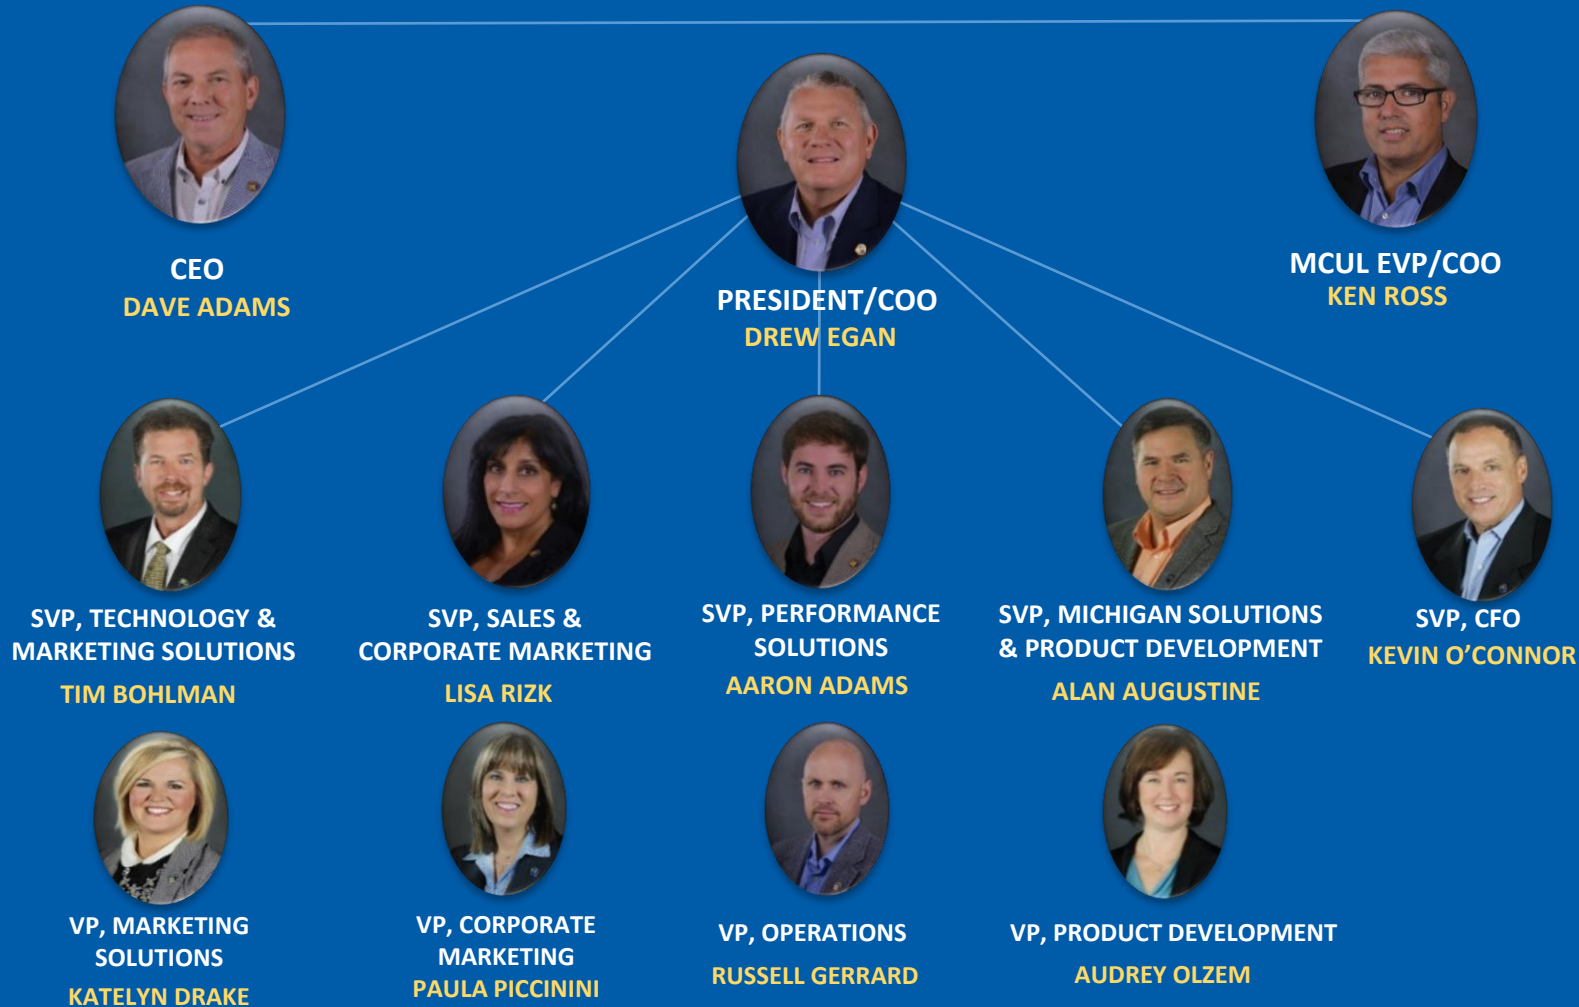 CEO
DAVE ADAMS
PRESIDENT/COO
DREW EGAN
MCUL EVP/COO
KEN ROSS
SVP, TECHNOLOGY &
MARKETING SOLUTIONS
TIM BOHLMAN
SVP, SALES &
CORPORATE MARKETING
LISA RIZK
SVP, PERFORMANCE
SOLUTIONS
AARON ADAMS
SVP, MICHIGAN SOLUTIONS
& PRODUCT DEVELOPMENT
ALAN AUGUSTINE
SVP, CFO
KEVIN O’CONNOR
VP, MARKETING
SOLUTIONS
KATELYN DRAKE
VP, CORPORATE
MARKETING
PAULA PICCININI
VP, OPERATIONS
RUSSELL GERRARD
VP, PRODUCT DEVELOPMENT
AUDREY OLZEM